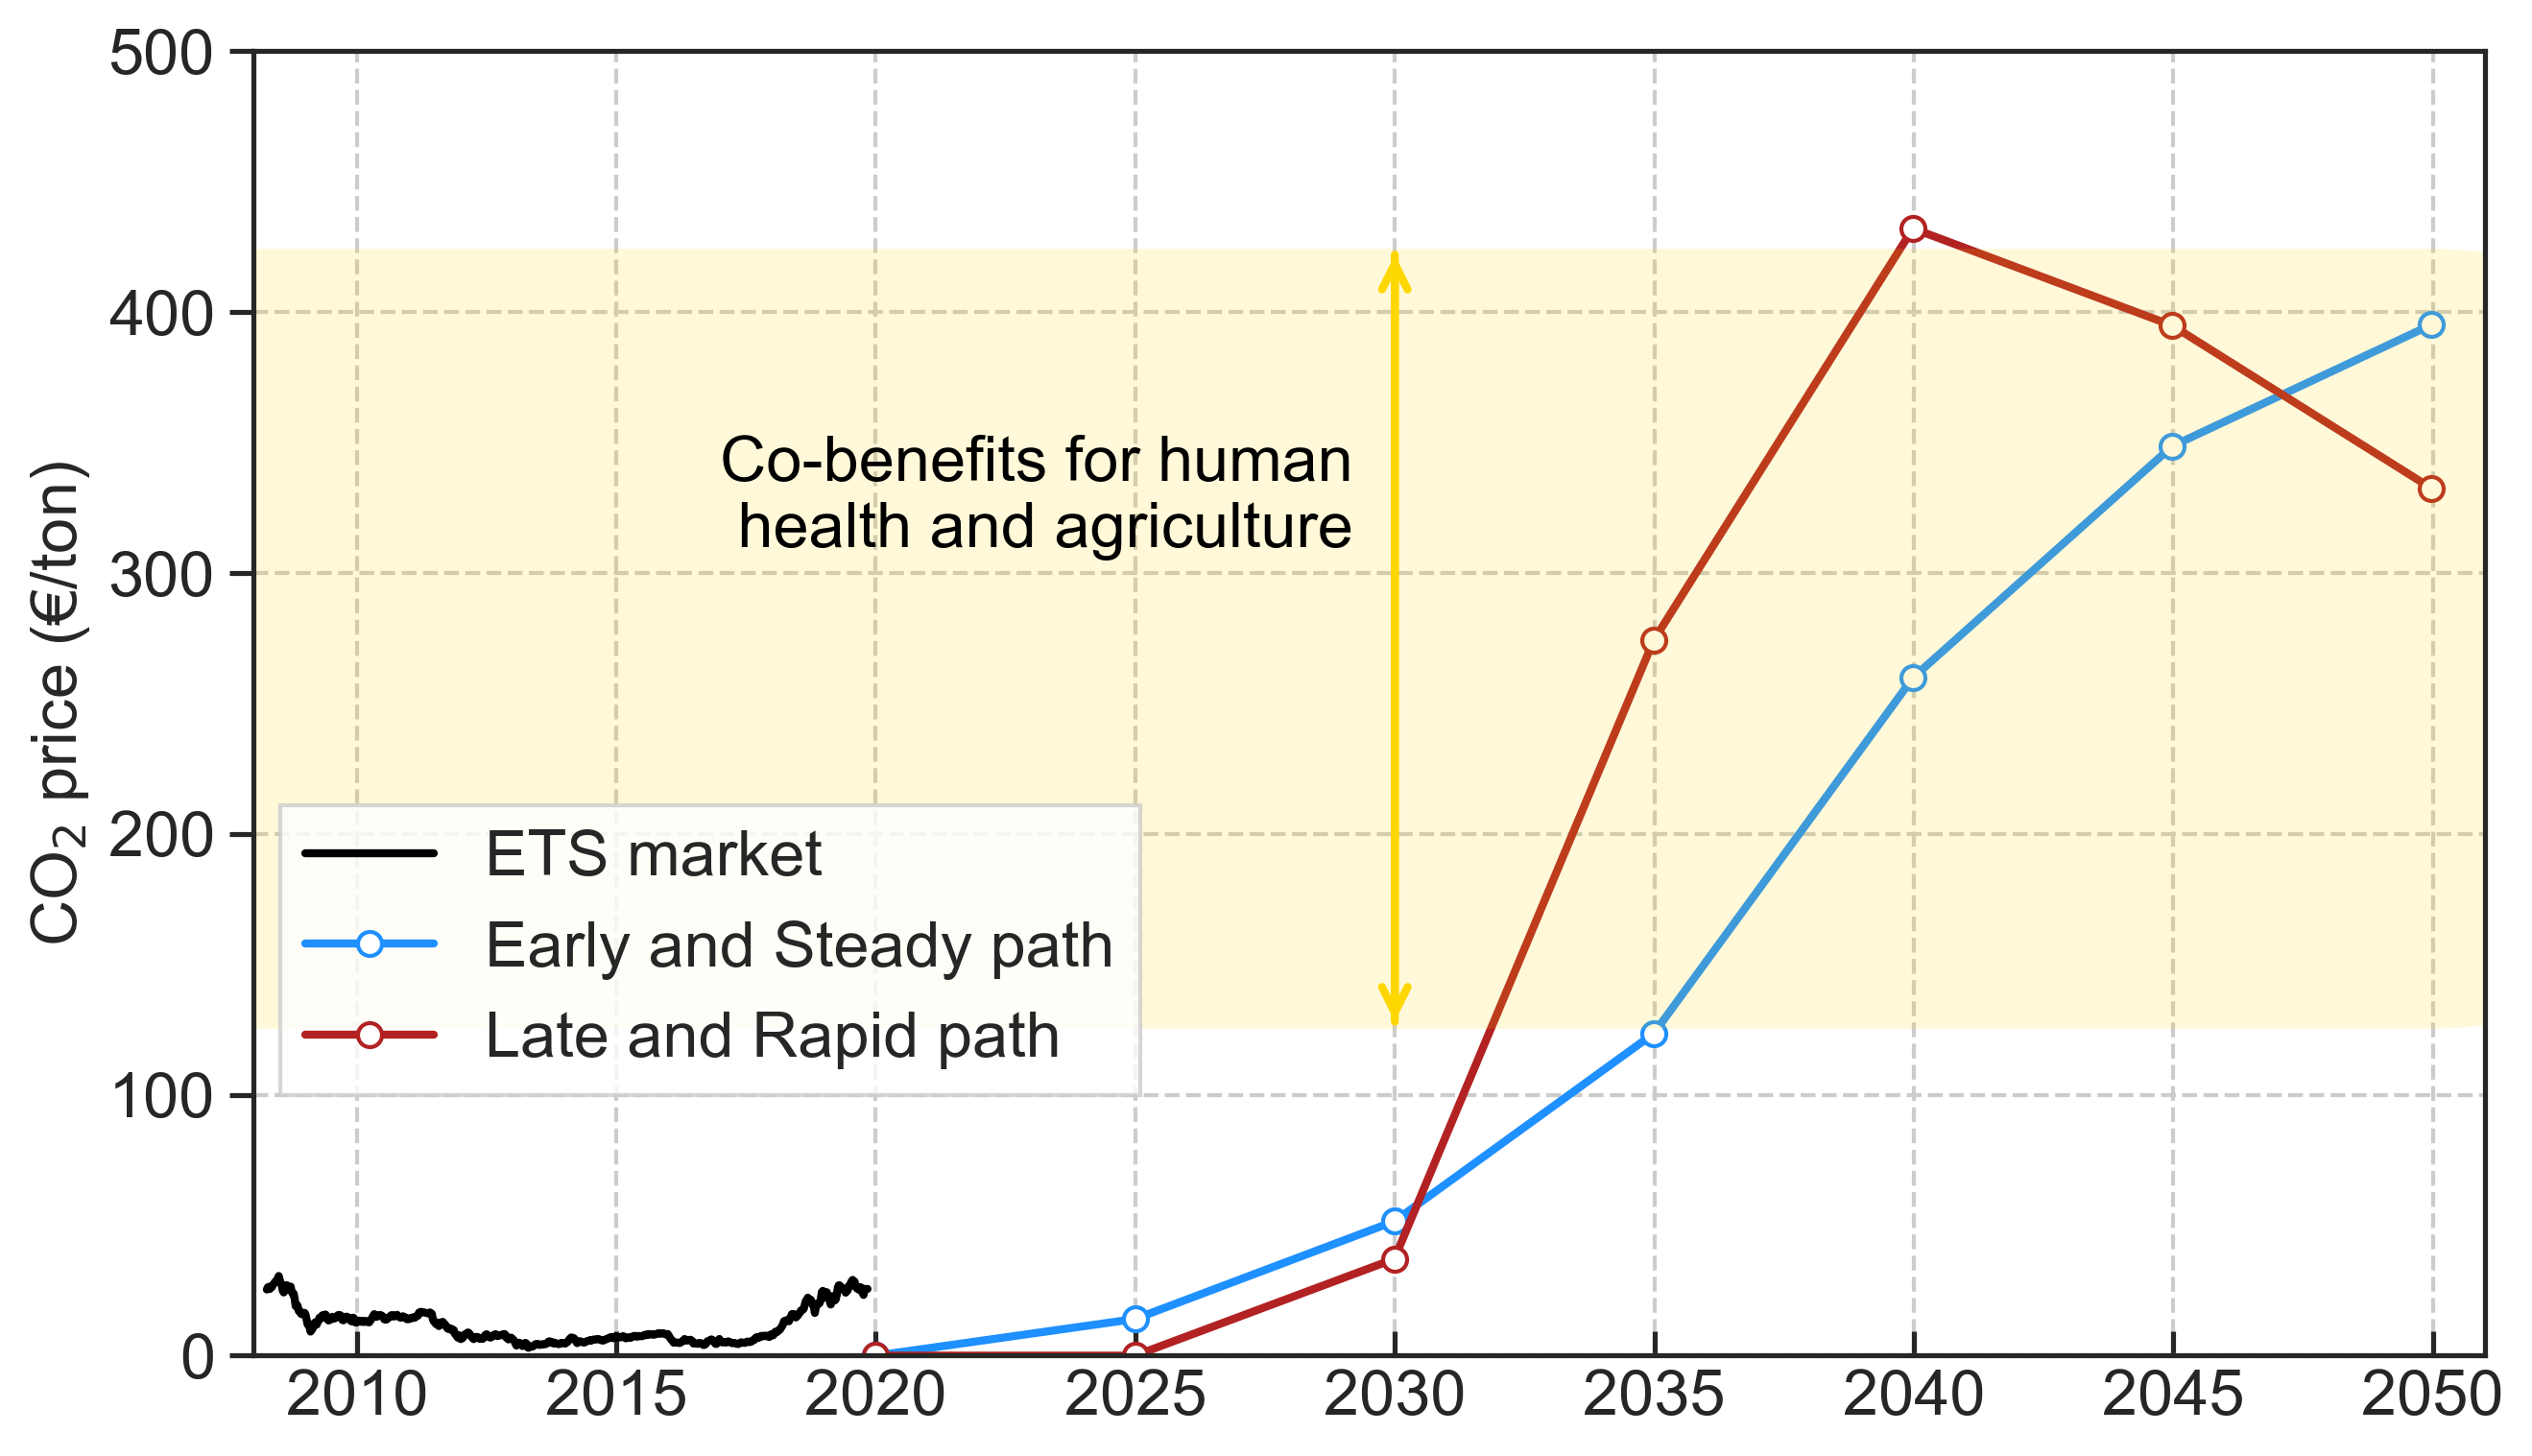 500
400
300
200
100
0
CO₂ price (€/ton)
Co-benefits for human
health and agriculture
ETS market
Early and Steady path
Late and Rapid path
2010 2015 2020 2025 2030 2035 2040 2045 2050